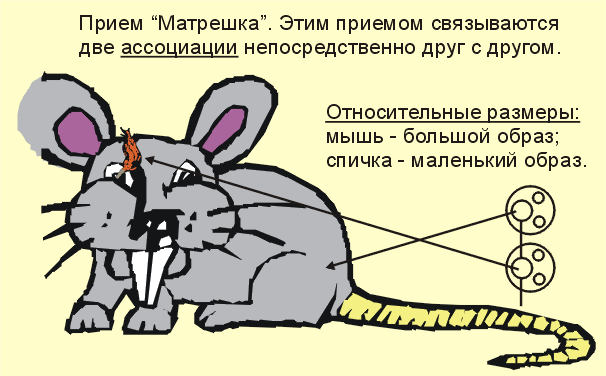 Прием “Матрешка”. Этим приемом связываются
две ассоциации непосредственно друг с другом.
Относительные размеры:
мышь - большой образ;
спичка - маленький образ.